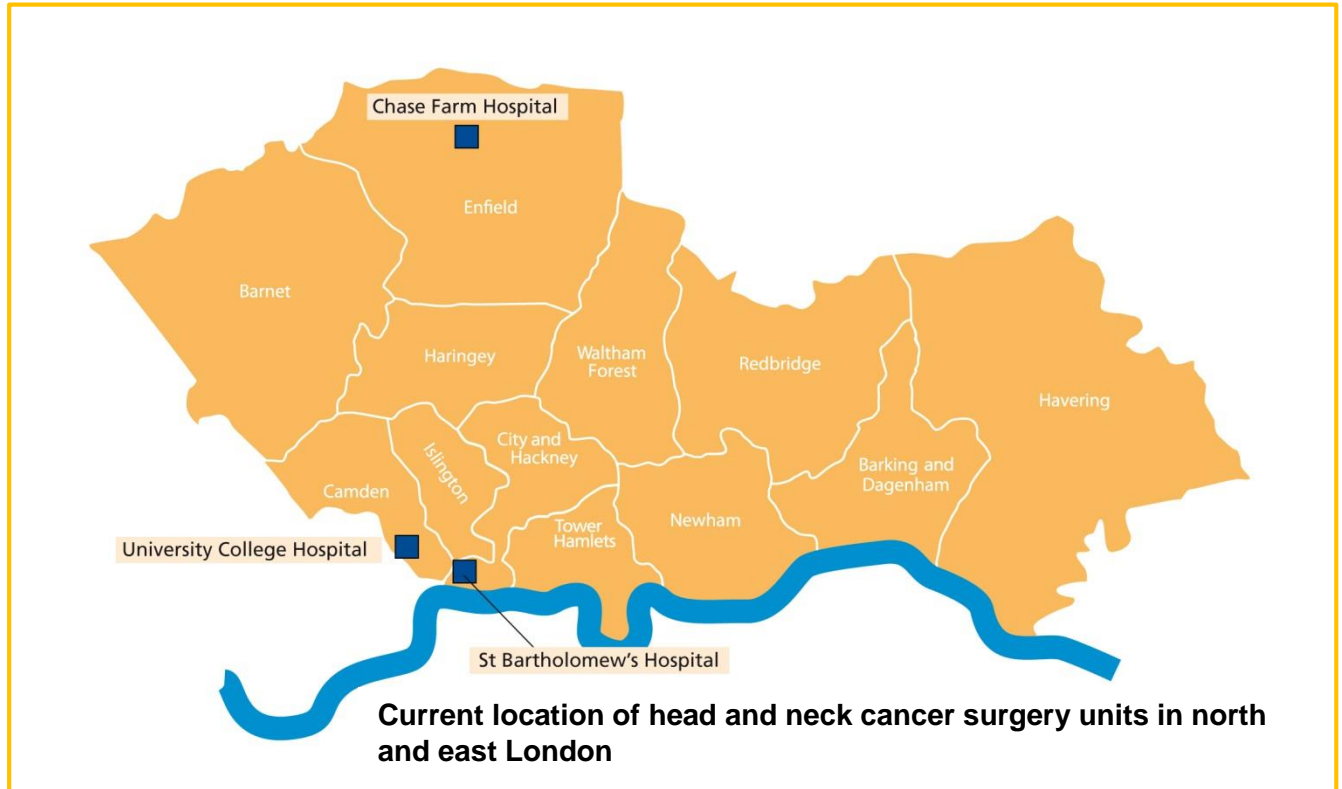 Chase Farm Hospital
Enfield
Barnet
Haringey
Waltham
Forest
Redbridge
Havering
City and
Hackney
Islington
Barking and
Dagenham
Camden
Newham
Tower
Hamlets
University College Hospital
St Bartholomew's Hospital
Current location of head and neck cancer surgery units in north
and east London